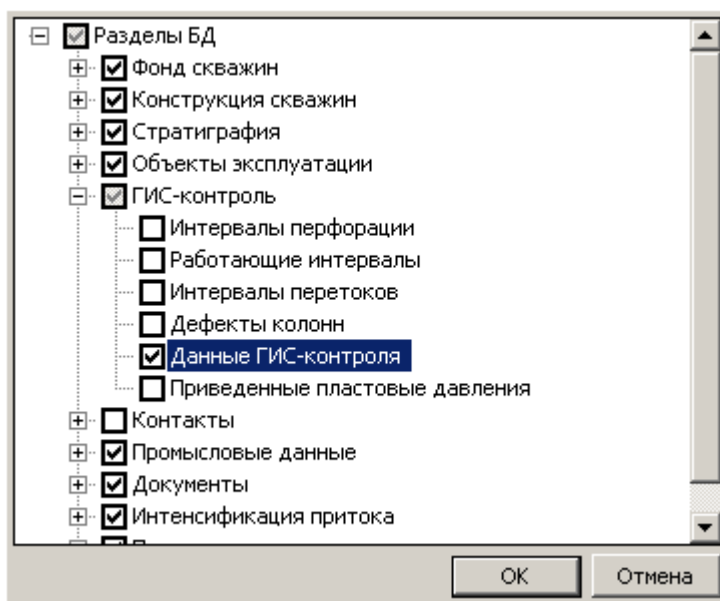 Разделы БД
Фонд скважин
Конструкция скважин
Стратиграфия
Объекты эксплуатации
ГИС-контроль
Интервалы перфорации
Работающие интервалы
Интервалы перетоков
Дефекты колонн
Данные ГИС-контроля
Приведенные пластовые давления
Контакты
Промысловые данные
Документы
Интенсификация притока
ОК Отмена